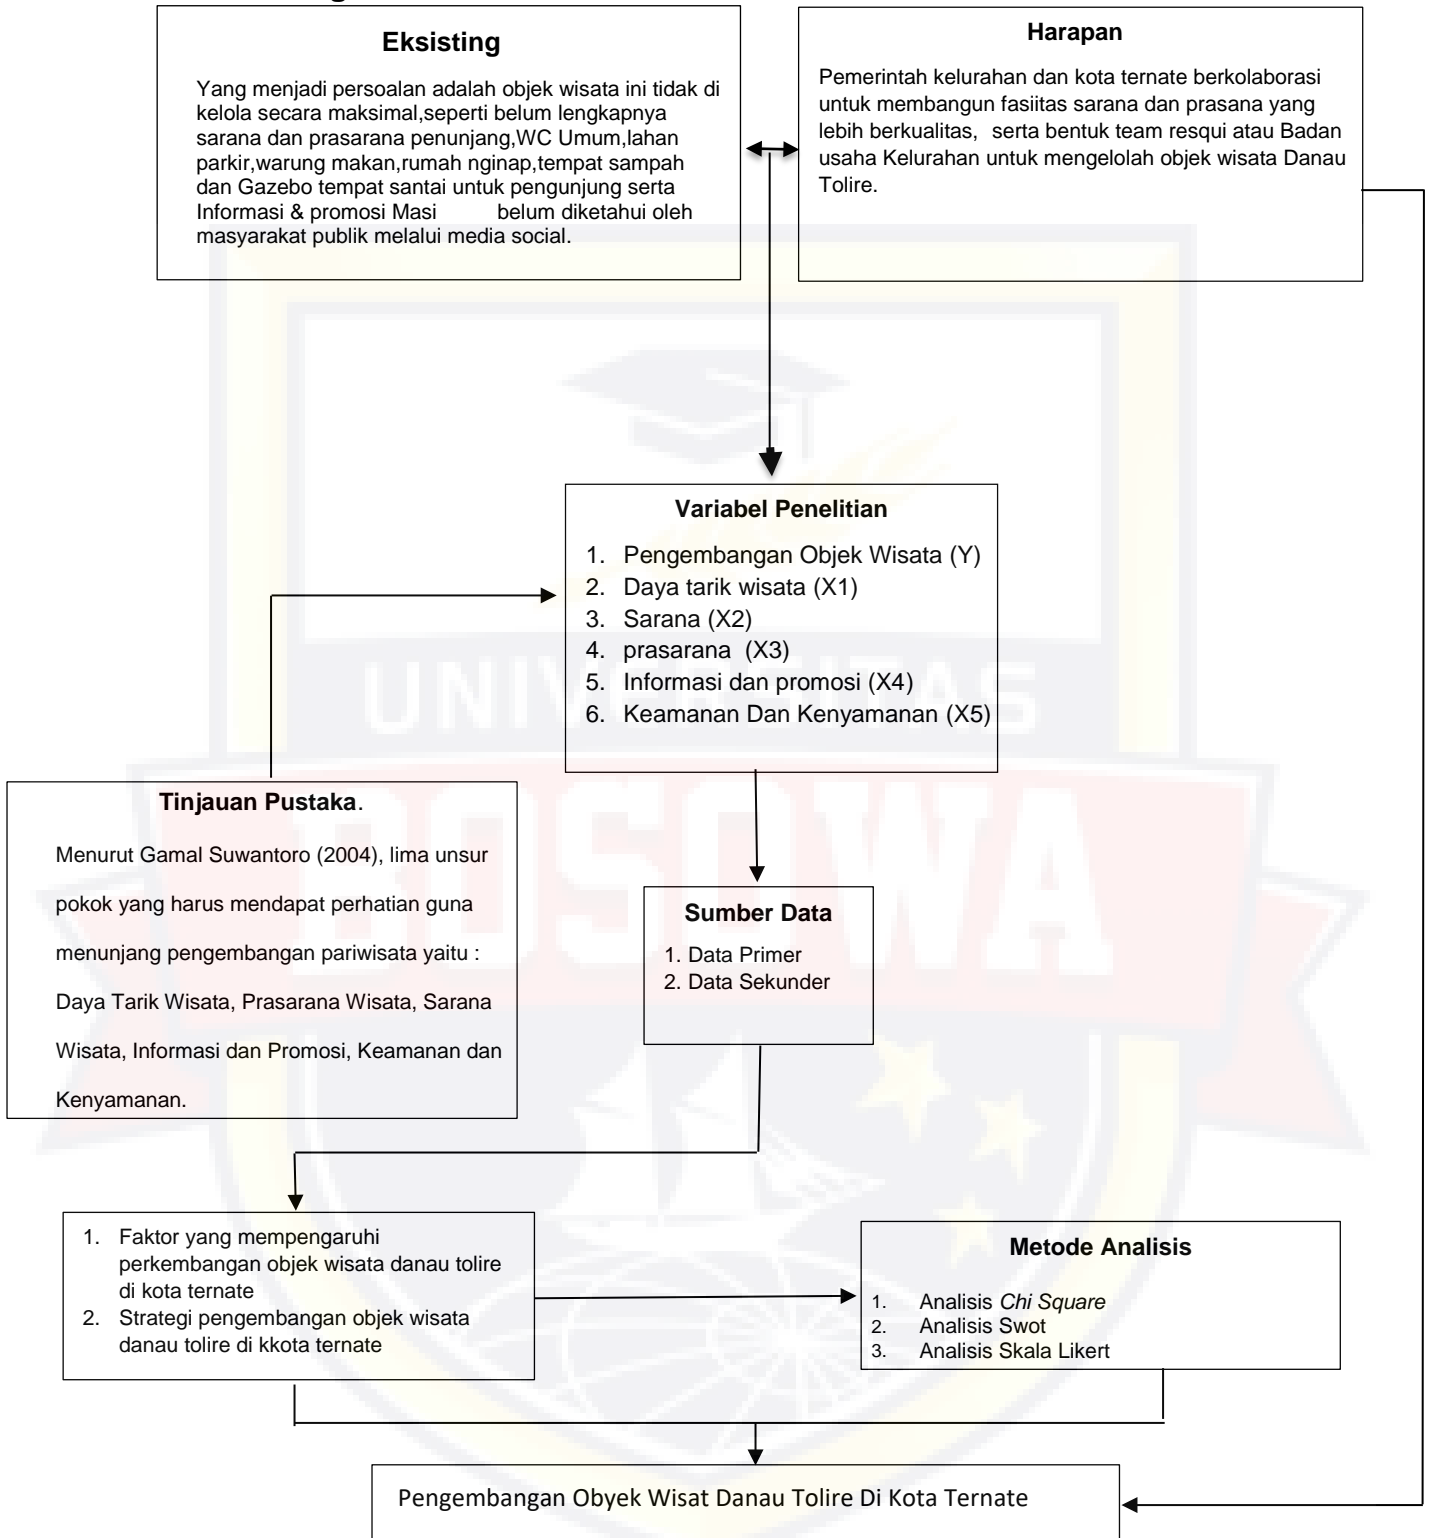 Eksisting
Yang menjadi persoalan adalah objek wisata ini tidak di
kelola secara maksimal,seperti belum lengkapnya
sarana dan prasarana penunjang,WC Umum,lahan
parkir,warung makan,rumah nginap,tempat sampah
dan Gazebo tempat santai untuk pengunjung serta
Informasi & promosi Masi belum diketahui oleh
masyarakat publik melalui media social.
Harapan
Pemerintah kelurahan dan kota ternate berkolaborasi
untuk membangun fasiitas sarana dan prasana yang
lebih berkualitas, serta bentuk team resqui atau Badan
usaha Kelurahan untuk mengelolah objek wisata Danau
Tolire.
Variabel Penelitian
1. Pengembangan Objek Wisata (Y)
2. Daya tarik wisata (X1)
3. Sarana (X2)
4. prasarana (X3)
5. Informasi dan promosi (X4)
6. Keamanan Dan Kenyamanan (X5)
Tinjauan Pustaka.
Menurut Gamal Suwantoro (2004), lima unsur
pokok yang harus mendapat perhatian guna
menunjang pengembangan pariwisata yaitu :
Daya Tarik Wisata, Prasarana Wisata, Sarana
Wisata, Informasi dan Promosi, Keamanan dan
Kenyamanan.
Sumber Data
1. Data Primer
2. Data Sekunder
1. Faktor yang mempengaruhi
perkembangan objek wisata danau tolire
di kota ternate
2. Strategi pengembangan objek wisata
danau tolire di kkota ternate
Metode Analisis
1. Analisis Chi Square
2. Analisis Swot
3. Analisis Skala Likert
Pengembangan Obyek Wisat Danau Tolire Di Kota Ternate
UNIVERSITAS
BOSOWA